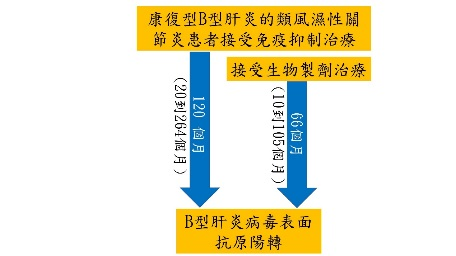 康復型B型肝炎的類風濕性關
節炎患者接受免疫抑制治療
接受生物製劑治療
120 個月
(20到264個月)
66個月
(10到105個月)
B型肝炎病毒表面
抗原陽轉